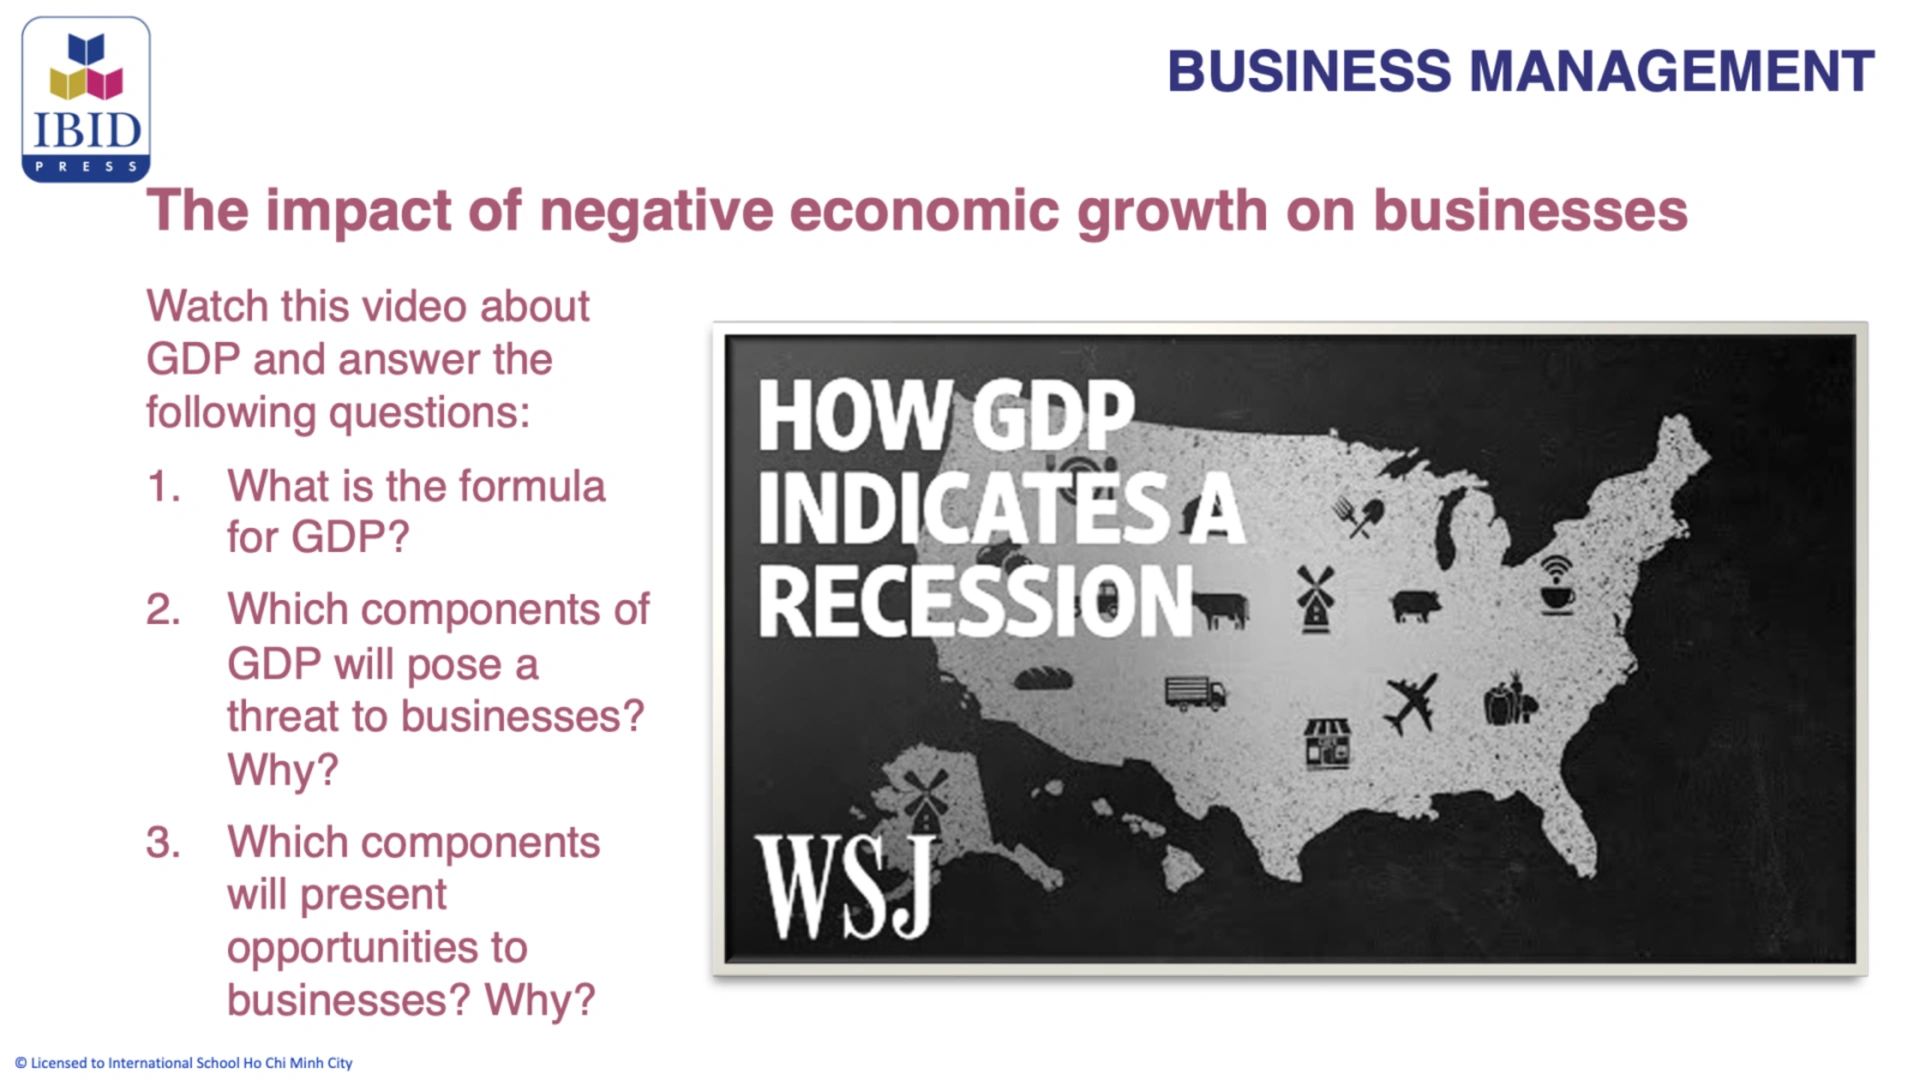 IBID
PRESS
BUSINESS MANAGEMENT
The impact of negative economic growth on businesses
Watch this video about
GDP and answer the
following questions:
1. What is the formula
for GDP?
2. Which components of
GDP will pose a
threat to businesses?
Why?
3. Which components
will present
opportunities to
businesses? Why?
HOW GDP
INDICATES A
RECESSION
WSJ
© Licensed to International School Ho Chi Minh City